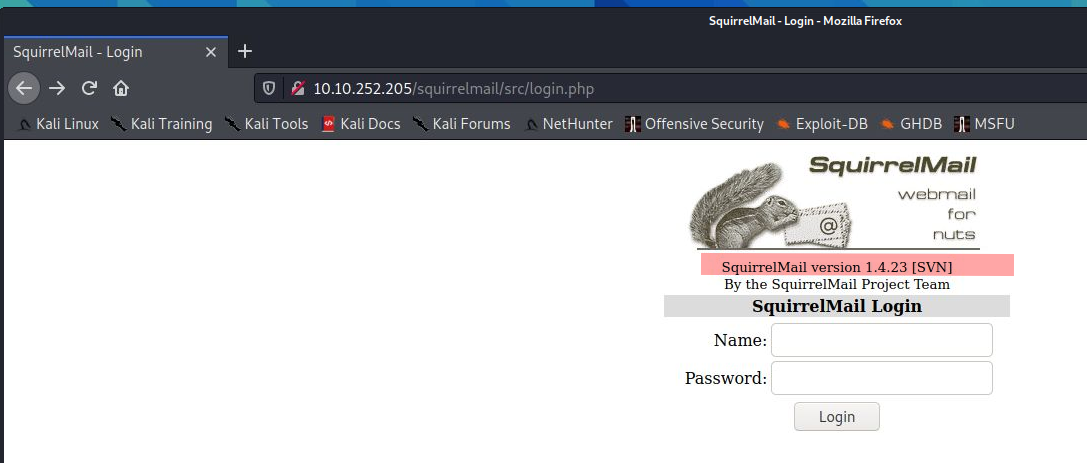 SquirrelMail - Login - Mozilla Firefox
SquirrelMail - Login
10.10.252.205/squirrelmail/src/login.php
Kali Linux Kali Training Kali Tools Kali Docs Kali Forums NetHunter Offensive Security Exploit-DB GHDB MSFU
SquirrelMail
webmail
for
nuts
@
SquirrelMail version 1.4.23 [SVN]
By the SquirrelMail Project Team
SquirrelMail Login
Name:
Password:
Login